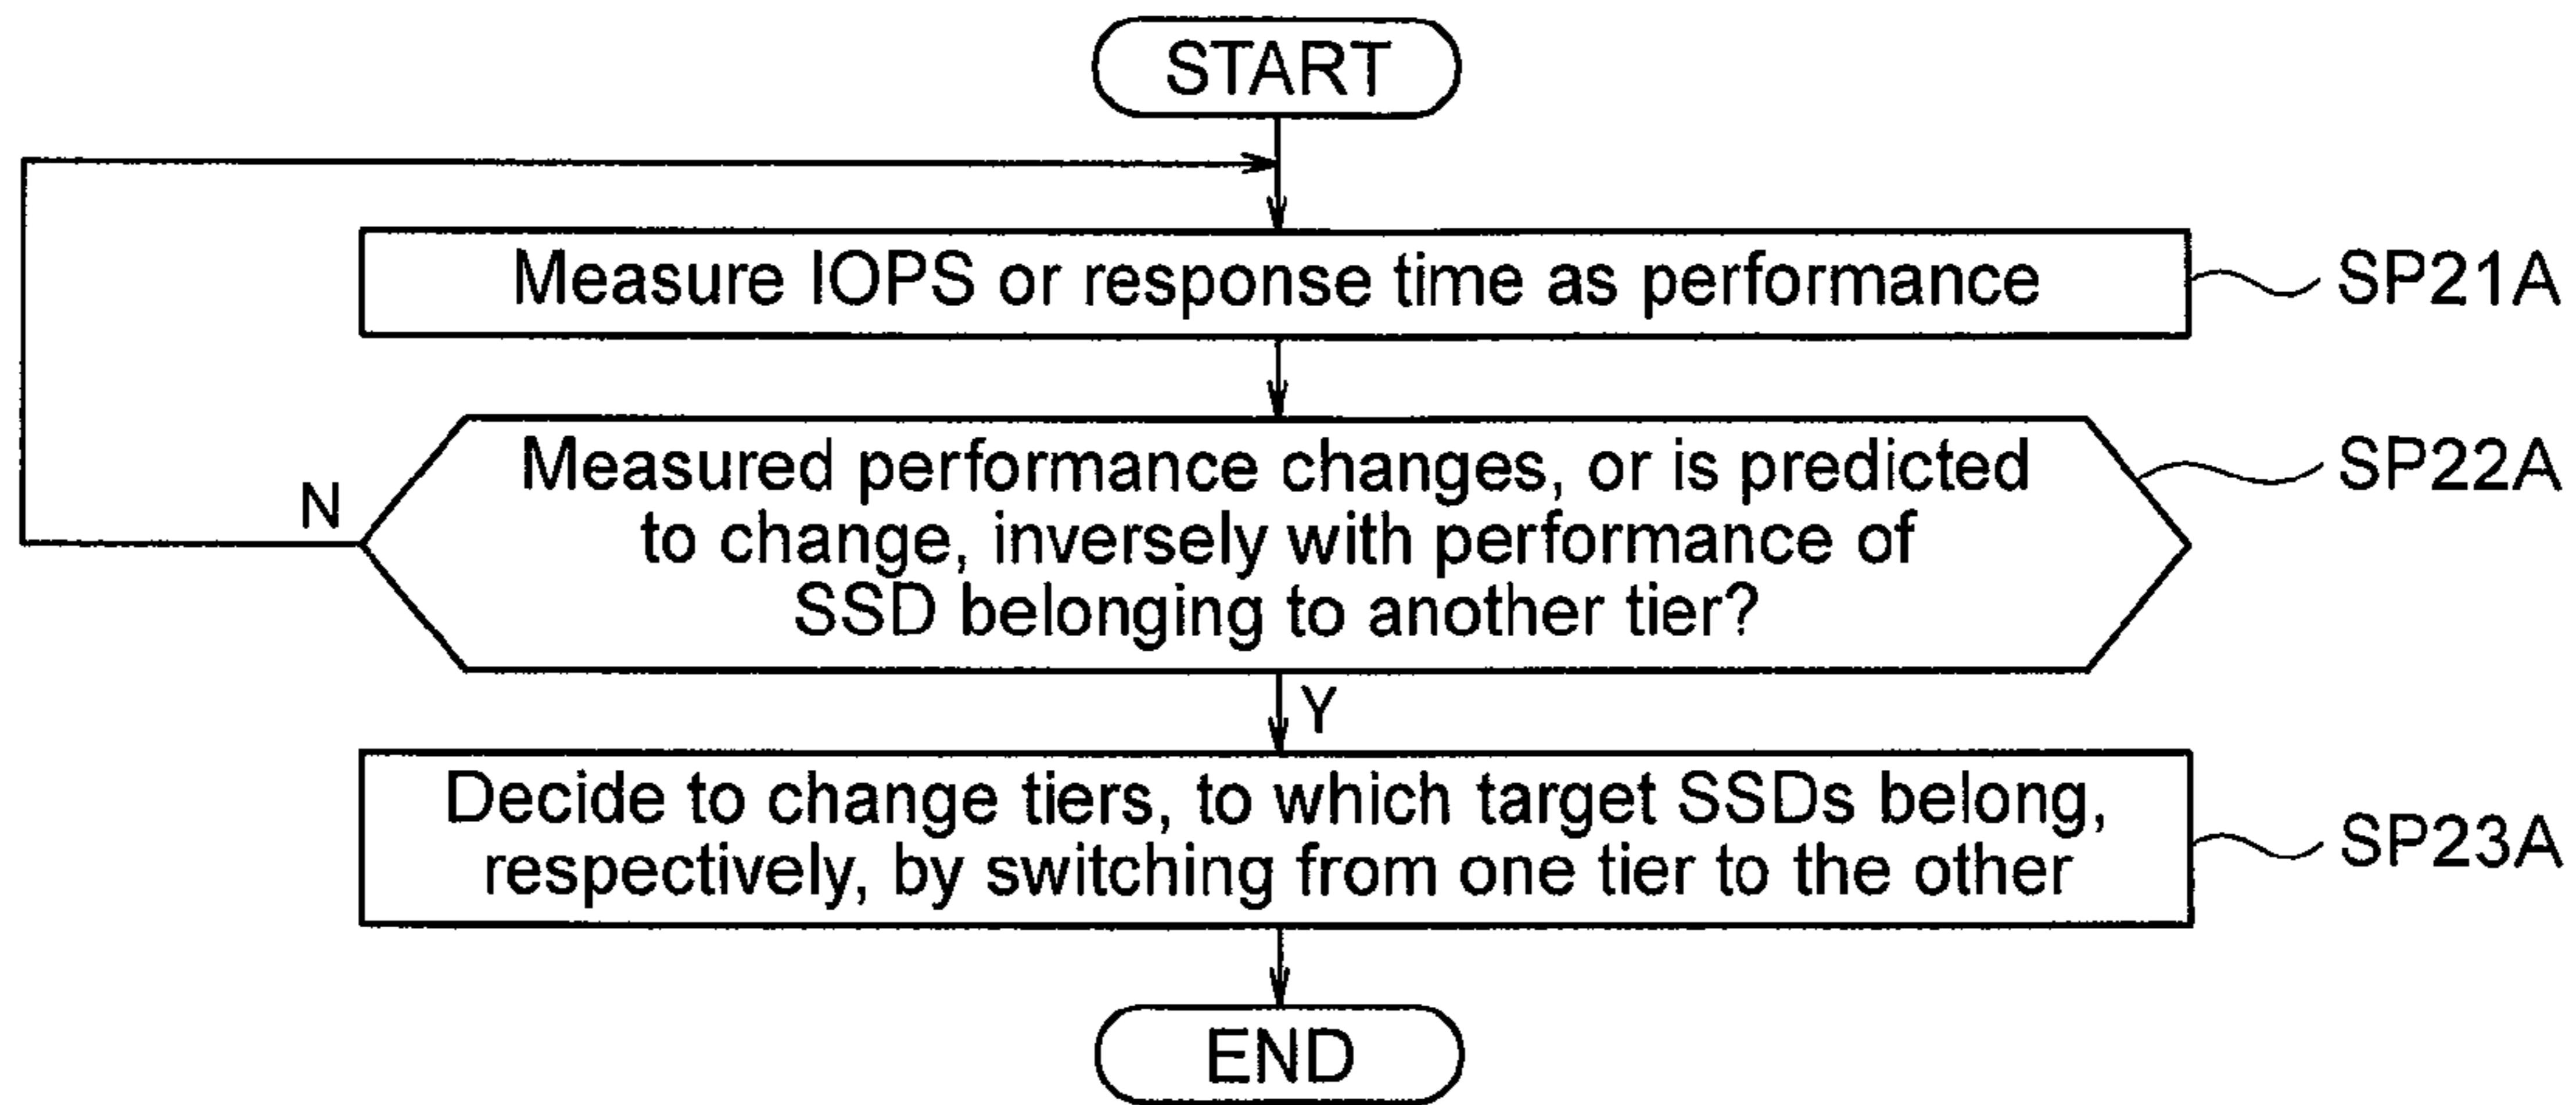 START
Measure IOPS or response time as performance
SP21A
Measured performance changes, or is predicted
to change, inversely with performance of
SSD belonging to another tier?
SP22A
N
Y
Decide to change tiers, to which target SSDs belong,
respectively, by switching from one tier to the other
SP23A
END